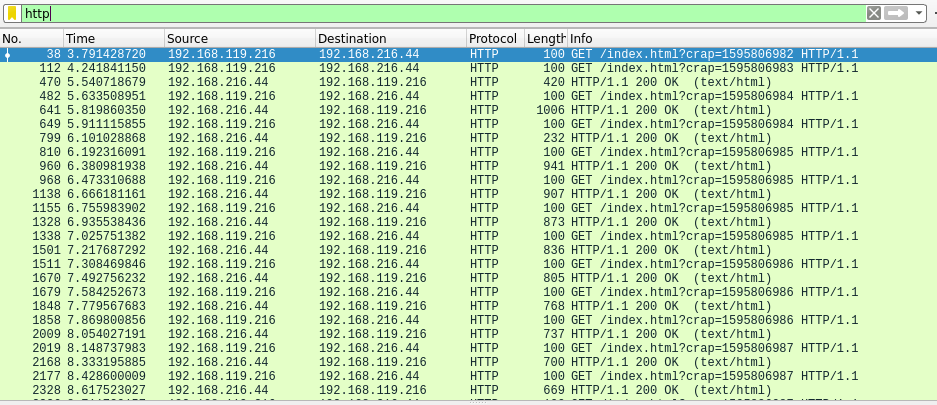 http
No. Time Source Destination Protocol Length Info
38 3.791428720 192.168.119.216 192.168.216.44 HTTP 100 GET /index.html?crap=1595806982 HTTP/1.1
112 4.241841150 192.168.119.216 192.168.216.44 HTTP 100 GET /index.html?crap=1595806983 HTTP/1.1
470 5.540718679 192.168.216.44 192.168.119.216 HTTP 420 HTTP/1.1 200 OK (text/html)
482 5.633508951 192.168.119.216 192.168.216.44 HTTP 100 GET /index.html?crap=1595806984 HTTP/1.1
641 5.819860350 192.168.216.44 192.168.119.216 HTTP 1006 HTTP/1.1 200 OK (text/html)
649 5.911115855 192.168.119.216 192.168.216.44 HTTP 100 GET /index.html?crap=1595806984 HTTP/1.1
799 6.101028868 192.168.216.44 192.168.119.216 HTTP 232 HTTP/1.1 200 OK (text/html)
810 6.192316091 192.168.119.216 192.168.216.44 HTTP 100 GET /index.html?crap=1595806985 HTTP/1.1
960 6.380981938 192.168.216.44 192.168.119.216 HTTP 941 HTTP/1.1 200 OK (text/html)
968 6.473310688 192.168.119.216 192.168.216.44 HTTP 100 GET /index.html?crap=1595806985 HTTP/1.1
1138 6.666181161 192.168.216.44 192.168.119.216 HTTP 907 HTTP/1.1 200 OK (text/html)
1155 6.755983902 192.168.119.216 192.168.216.44 HTTP 100 GET /index.html?crap=1595806985 HTTP/1.1
1328 6.935538436 192.168.216.44 192.168.119.216 HTTP 873 HTTP/1.1 200 OK (text/html)
1338 7.025751382 192.168.119.216 192.168.216.44 HTTP 100 GET /index.html?crap=1595806985 HTTP/1.1
1501 7.217687292 192.168.216.44 192.168.119.216 HTTP 836 HTTP/1.1 200 OK (text/html)
1511 7.308469846 192.168.119.216 192.168.216.44 HTTP 100 GET /index.html?crap=1595806986 HTTP/1.1
1670 7.492756232 192.168.216.44 192.168.119.216 HTTP 805 HTTP/1.1 200 OK (text/html)
1679 7.584252673 192.168.119.216 192.168.216.44 HTTP 100 GET /index.html?crap=1595806986 HTTP/1.1
1848 7.779567683 192.168.216.44 192.168.119.216 HTTP 768 HTTP/1.1 200 OK (text/html)
1858 7.869800856 192.168.119.216 192.168.216.44 HTTP 100 GET /index.html?crap=1595806986 HTTP/1.1
2009 8.054027191 192.168.216.44 192.168.119.216 HTTP 737 HTTP/1.1 200 OK (text/html)
2019 8.148737983 192.168.119.216 192.168.216.44 HTTP 100 GET /index.html?crap=1595806987 HTTP/1.1
2168 8.333195885 192.168.216.44 192.168.119.216 HTTP 700 HTTP/1.1 200 OK (text/html)
2177 8.428600009 192.168.119.216 192.168.216.44 HTTP 100 GET /index.html?crap=1595806987 HTTP/1.1
2328 8.617523027 192.168.216.44 192.168.119.216 HTTP 669 HTTP/1.1 200 OK (text/html)